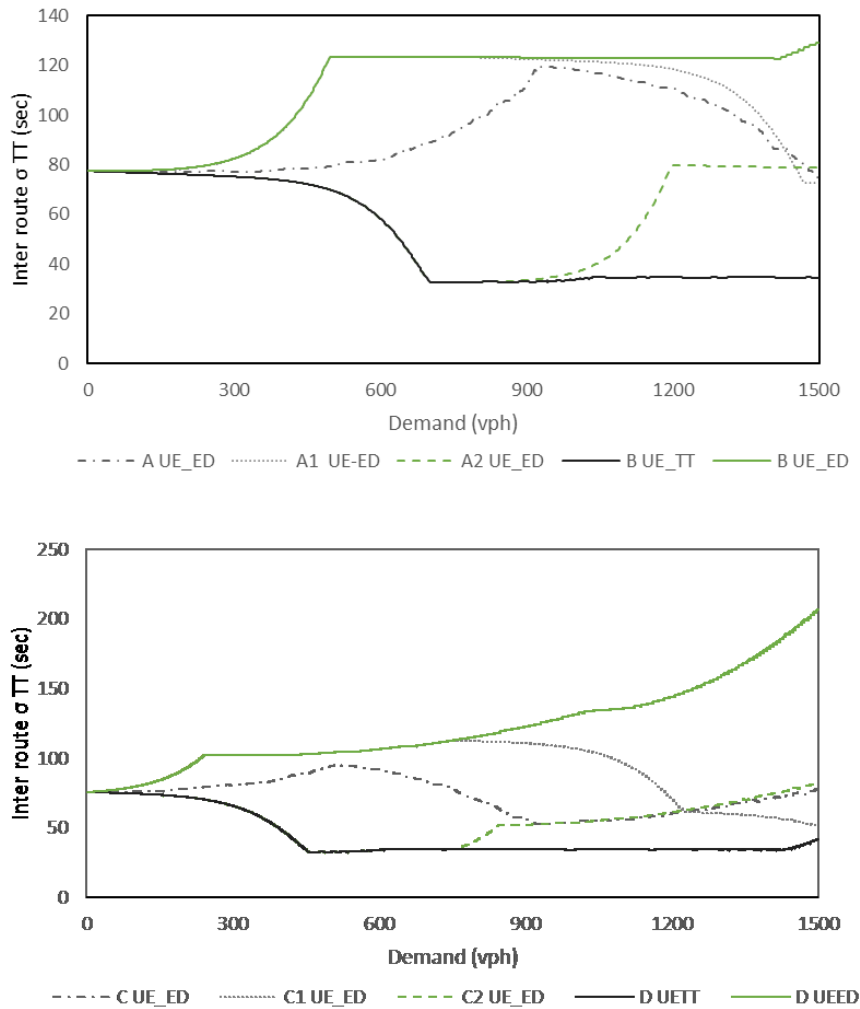 140
120
100
80
60
40
20
0
Inter route σ TT (sec)
0 300 600 900 1200 1500
Demand (vph)
A UE_ED A1 UE-ED A2 UE_ED B UE_TT B UE_ED
250
200
150
100
50
0
Inter route σ TT (sec)
0 300 600 900 1200 1500
Demand (vph)
C UE_ED C1 UE_ED C2 UE_ED D UETT D UEED